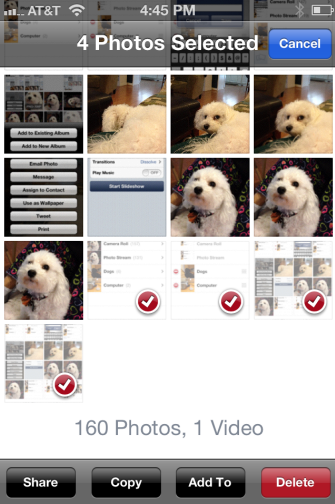 AT&T 4:45 PM
4 Photos Selected
Cancel
Add to Existing Album
Add to New Album
Email Photo
Message
Assign to Contact
Use as Wallpaper
Tweet
Print
Transitions Dissolve >
Play Music OFF
Start Slideshow
Camera Roll
Photo Stream
Dogs
Computer
Camera Roll
Photo Stream
Dogs
Computer
160 Photos, 1 Video
Share
Copy
Add To
Delete